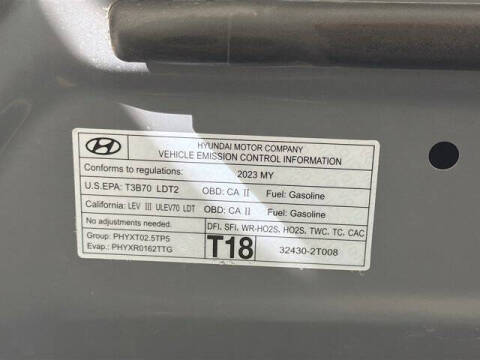 HYUNDAI MOTOR COMPANY
VEHICLE EMISSION CONTROL INFORMATION
Conforms to regulations: 2023 MY
U.S.EPA: T3B70 LDT2 OBD: CA II Fuel: Gasoline
California: LEV III ULEV70 LDT OBD: CA II Fuel: Gasoline
No adjustments needed. DFI, SFI, WR-HO2S, HO2S, TWC, TC, CAC
Group: PHYXT02.5TP5
Evap.: PHYXR0162TTG
T18 32430-2T008